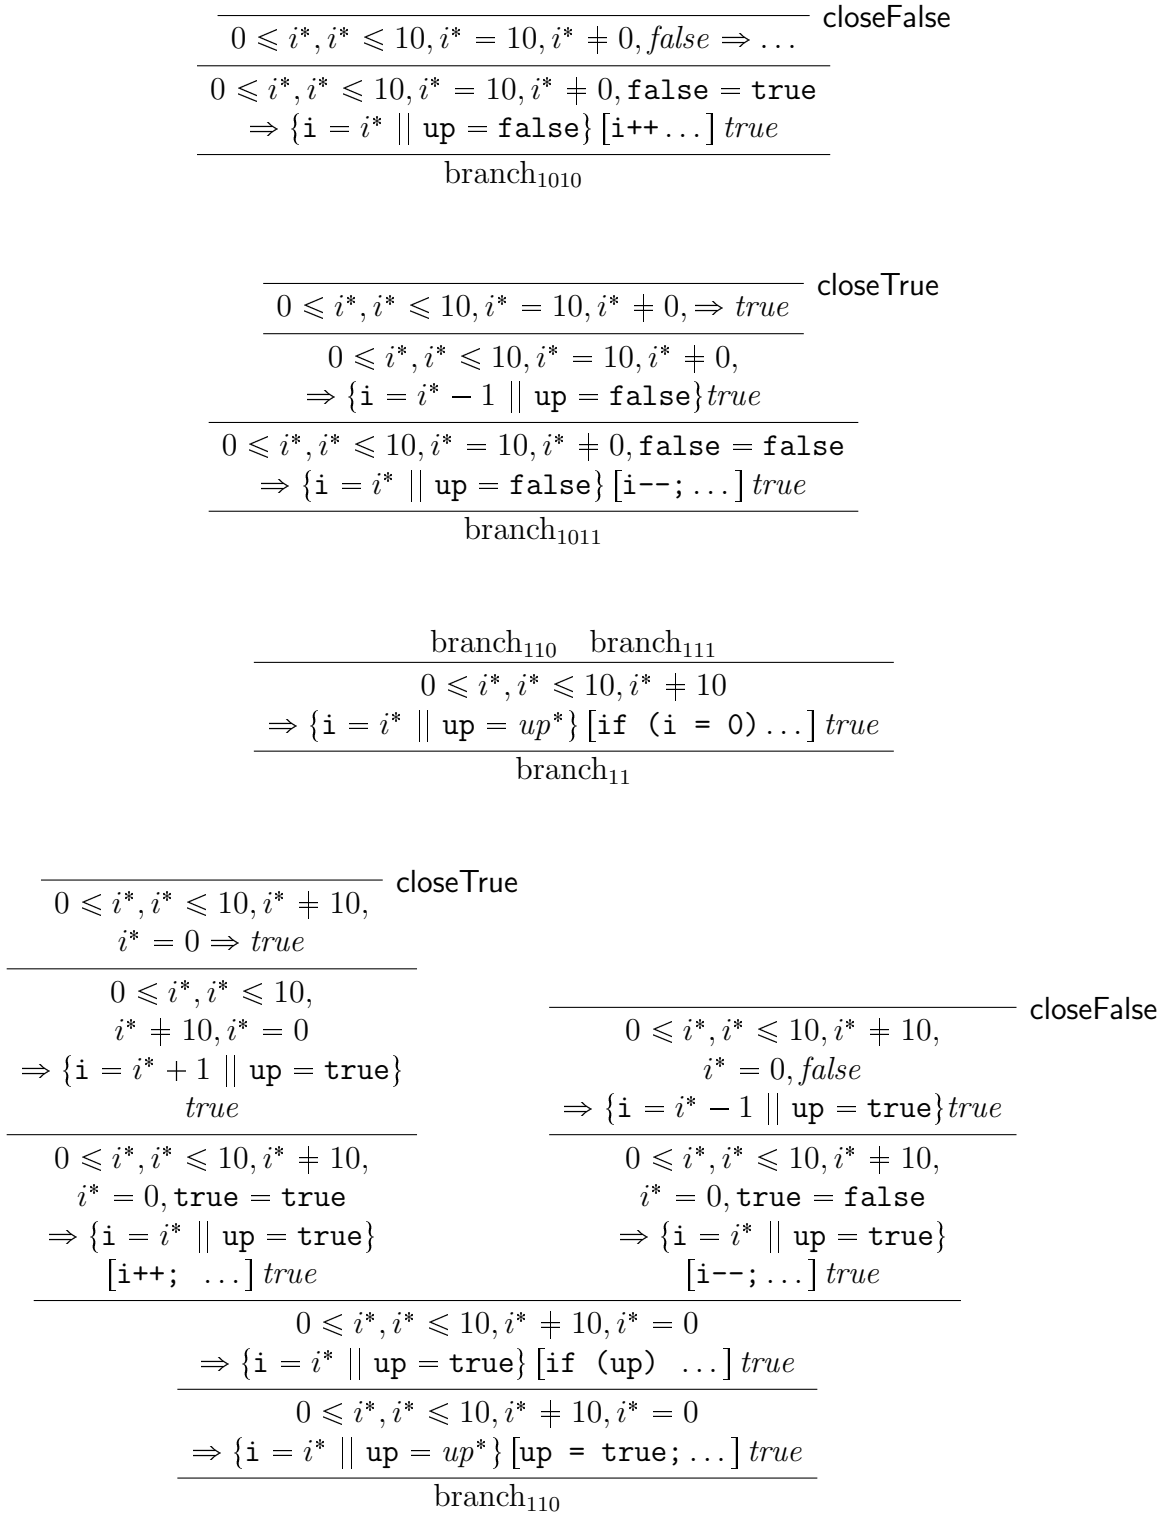 closeFalse
0 ⩽ i*, i* ⩽ 10, i* = 10, i* ≠ 0, false ⇒ …
0 ⩽ i*, i* ⩽ 10, i* = 10, i* ≠ 0, false = true
⇒ {i = i* || up = false} [i++…] true
branch₁₀₁₀
closeTrue
0 ⩽ i*, i* ⩽ 10, i* = 10, i* ≠ 0, ⇒ true
0 ⩽ i*, i* ⩽ 10, i* = 10, i* ≠ 0,
⇒ {i = i* − 1 || up = false}true
0 ⩽ i*, i* ⩽ 10, i* = 10, i* ≠ 0, false = false
⇒ {i = i* || up = false} [i--;…] true
branch₁₀₁₁
branch₁₁₀ branch₁₁₁
0 ⩽ i*, i* ⩽ 10, i* ≠ 10
⇒ {i = i* || up = up*} [if (i = 0)…] true
branch₁₁
closeTrue
0 ⩽ i*, i* ⩽ 10, i* ≠ 10,
i* = 0 ⇒ true
0 ⩽ i*, i* ⩽ 10,
i* ≠ 10, i* = 0
⇒ {i = i* + 1 || up = true}
true
0 ⩽ i*, i* ⩽ 10, i* ≠ 10,
i* = 0, true = true
⇒ {i = i* || up = true}
[i++; …] true
closeFalse
0 ⩽ i*, i* ⩽ 10, i* ≠ 10,
i* = 0, false
⇒ {i = i* − 1 || up = true}true
0 ⩽ i*, i* ⩽ 10, i* ≠ 10,
i* = 0, true = false
⇒ {i = i* || up = true}
[i--;…] true
0 ⩽ i*, i* ⩽ 10, i* ≠ 10, i* = 0
⇒ {i = i* || up = true} [if (up) …] true
0 ⩽ i*, i* ⩽ 10, i* ≠ 10, i* = 0
⇒ {i = i* || up = up*} [up = true;…] true
branch₁₁₀